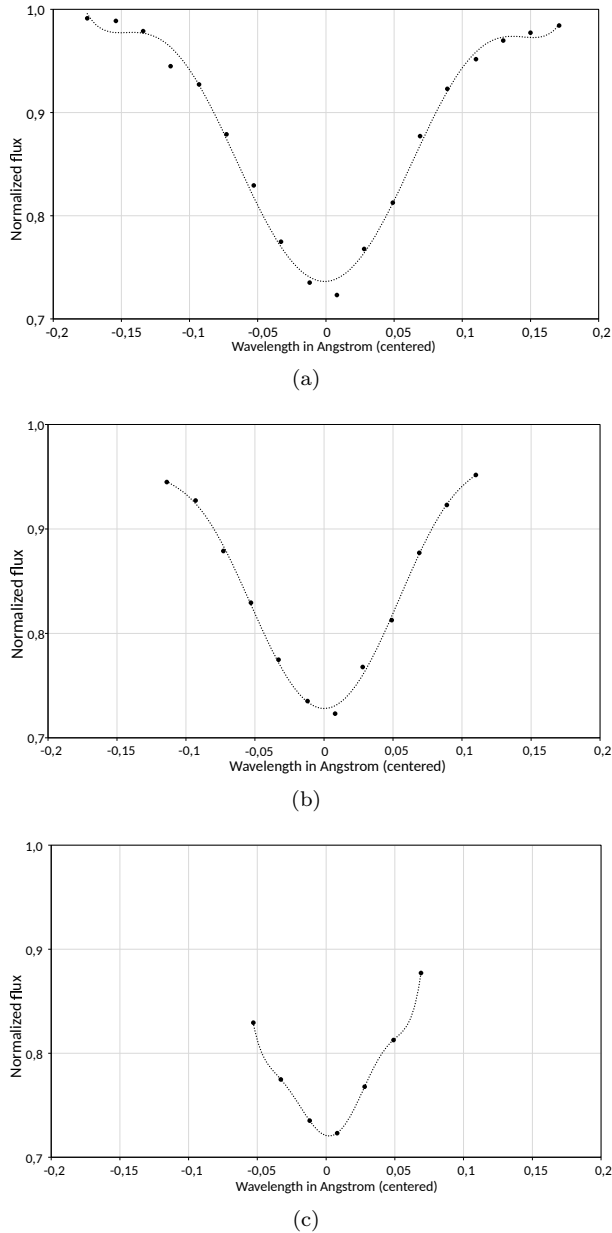 1,0
0,9
0,8
0,7
Normalized flux
-0,2 -0,15 -0,1 -0,05 0 0,05 0,1 0,15 0,2
Wavelength in Angstrom (centered)
(a)
1,0
0,9
0,8
0,7
Normalized flux
-0,2 -0,15 -0,1 -0,05 0 0,05 0,1 0,15 0,2
Wavelength in Angstrom (centered)
(b)
1,0
0,9
0,8
0,7
Normalized flux
-0,2 -0,15 -0,1 -0,05 0 0,05 0,1 0,15 0,2
Wavelength in Angstrom (centered)
(c)